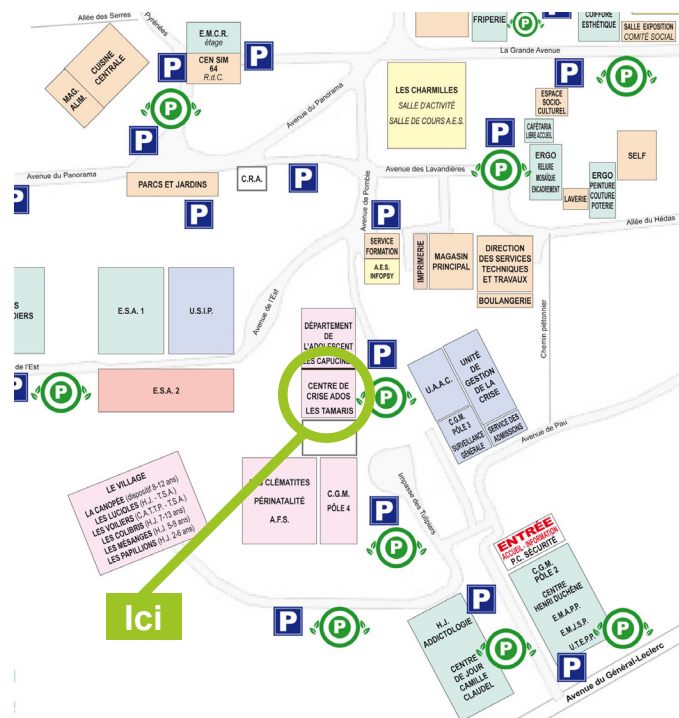 Allée des Serres
Pyrénées
E.M.C.R.
étage
CEN SIM
64
R.d.C.
CUISINE
CENTRALE
MAG.
ALIM.
P
P
P
P
FRIPERIE
P
COIFFURE
ESTHÉTIQUE
SALLE EXPOSITION
COMITÉ SOCIAL
La Grande Avenue
P
P
LES CHARMILLES
SALLE D'ACTIVITÉ
SALLE DE COURS A.E.S.
ESPACE
SOCIO-
CULTUREL
CAFÉTARIA
LIBRE ACCUEIL
P
ERGO
RELIURE
MOSAÏQUE
ENCADREMENT
SELF
ERGO
PEINTURE
COUTURE
POTERIE
LAVERIE
Avenue du Panorama
Avenue du Panorama
PARCS ET JARDINS
C.R.A.
P
P
P
P
Avenue des Lavandières
P
Allée du Hédas
Avenue de Pombie
P
SERVICE
FORMATION
A.E.S.
INFOPSY
IMPRIMERIE
MAGASIN
PRINCIPAL
DIRECTION
DES SERVICES
TECHNIQUES
ET TRAVAUX
BOULANGERIE
Chemin piétonnier
S
DIERS
E.S.A. 1
U.S.I.P.
Avenue de l'Est
DÉPARTEMENT
DE
L'ADOLESCENT
LES CAPUCINE
P
de l'Est
P
P
E.S.A. 2
CENTRE DE
CRISE ADOS
LES TAMARIS
P
U.A.A.C.
UNITÉ
DE
GESTION
DE LA
CRISE
C.G.M.
PÔLE 3
SURVEILLANCE
GÉNÉRALE
SERVICE DES
ADMISSIONS
Avenue de Pau
LE VILLAGE
LA CANOPÉE (dispositif 8-12 ans)
LES LUCIOLES (H.J. - T.S.A.)
LES VOILIERS (C.A.T.T.P. - T.S.A.)
LES COLIBRIS (H.J. 7-13 ans)
LES MÉSANGES (H.J. 5-9 ans)
LES PAPILLIONS (H.J. 2-6 ans)
CLÉMATITES
PÉRINATALITÉ
A.F.S.
C.G.M.
PÔLE 4
Impasse des Tulipiers
P
P
ENTRÉE
ACCUEIL - INFORMATION
P.C. SÉCURITÉ
C.G.M.
PÔLE 2
CENTRE
HENRI DUCHÊNE
E.M.A.P.P.
E.M.J.S.P.
U.T.E.P.P.
Ici
P
P
P
H.J.
ADDICTOLOGIE
CENTRE
DE JOUR
CAMILLE
CLAUDEL
P
P
P
Avenue du Général-Leclerc